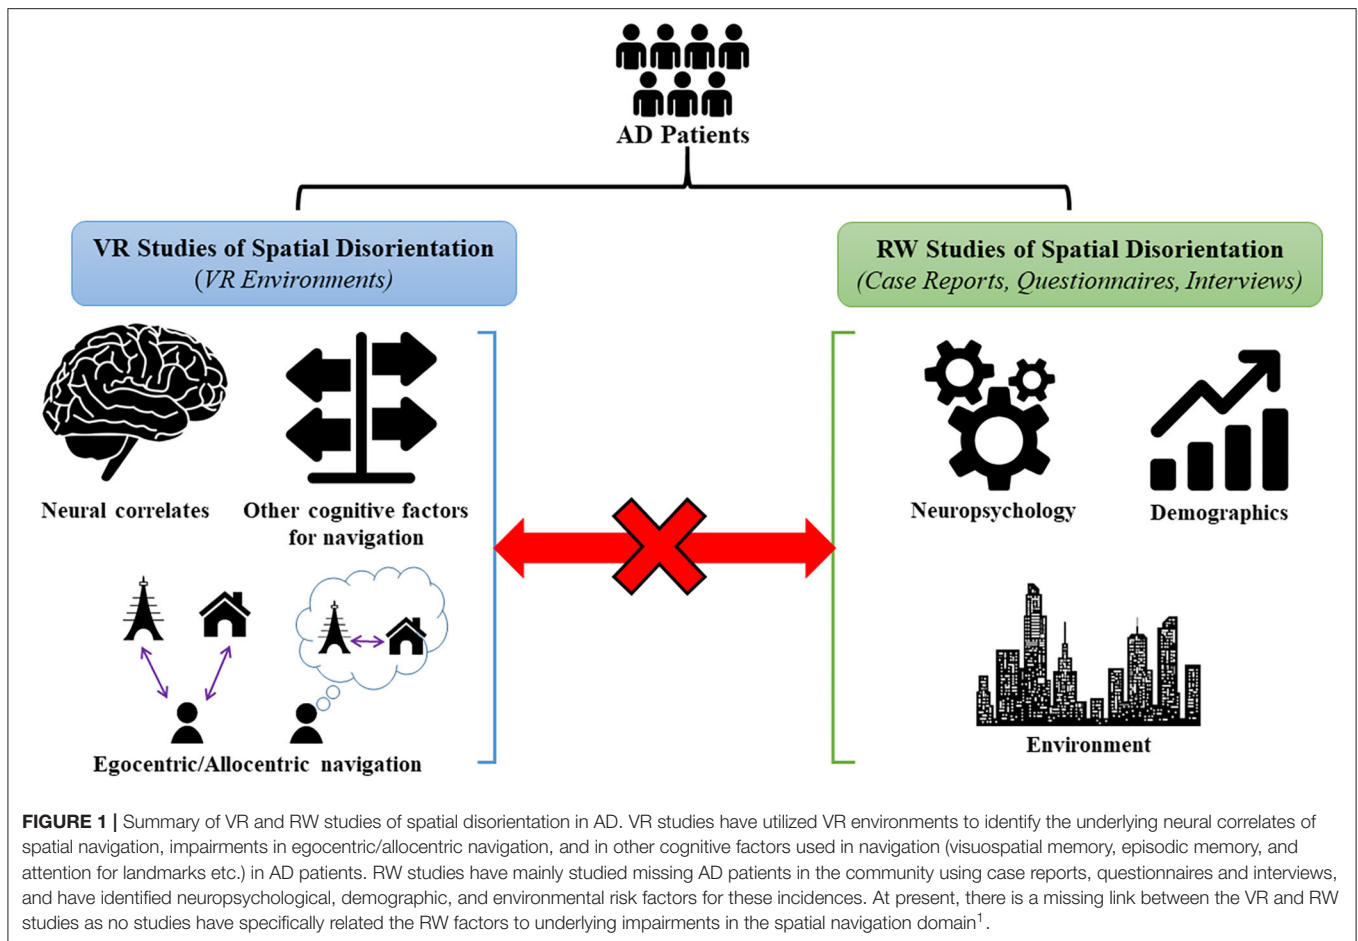 AD Patients
VR Studies of Spatial Disorientation
(VR Environments)
RW Studies of Spatial Disorientation
(Case Reports, Questionnaires, Interviews)
Neural correlates
Other cognitive factors
for navigation
Egocentric/Allocentric navigation
Neuropsychology
Demographics
Environment
FIGURE 1 | Summary of VR and RW studies of spatial disorientation in AD. VR studies have utilized VR environments to identify the underlying neural correlates of
spatial navigation, impairments in egocentric/allocentric navigation, and in other cognitive factors used in navigation (visuospatial memory, episodic memory, and
attention for landmarks etc.) in AD patients. RW studies have mainly studied missing AD patients in the community using case reports, questionnaires and interviews,
and have identified neuropsychological, demographic, and environmental risk factors for these incidences. At present, there is a missing link between the VR and RW
studies as no studies have specifically related the RW factors to underlying impairments in the spatial navigation domain¹.